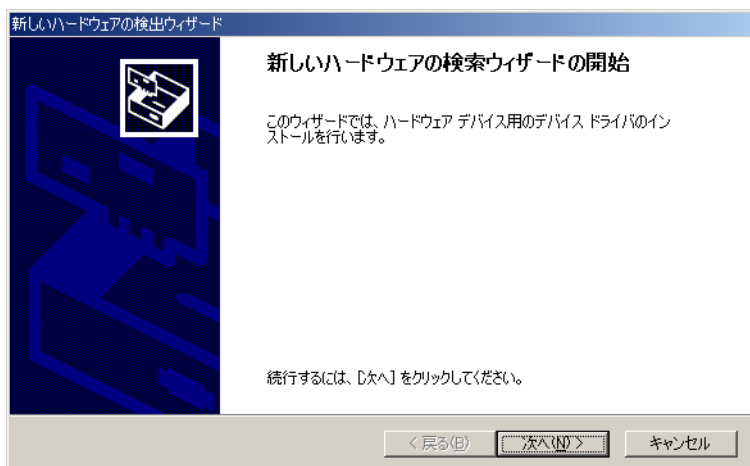 新しいハードウェアの検出ウィザード
新しいハードウェアの検索ウィザードの開始
このウィザードでは、ハードウェア デバイス用のデバイス ドライバのイン
ストールを行います。
続行するには、[次へ] をクリックしてください。
< 戻る(B)
次へ(N) >
キャンセル